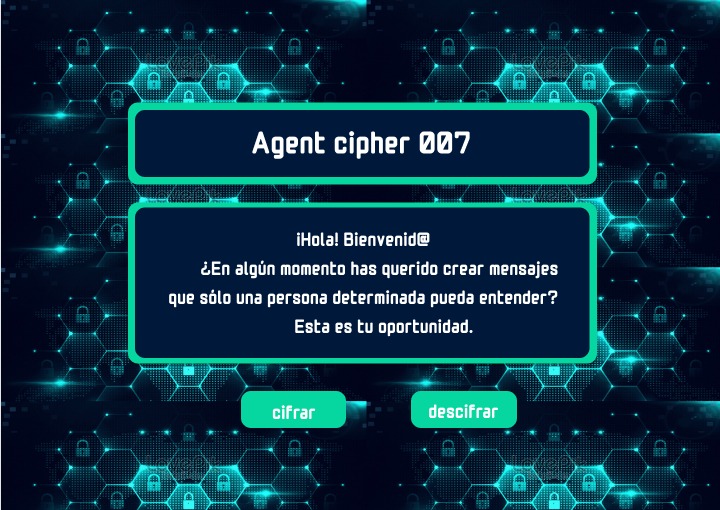 Agent cipher 007
¡Hola! Bienvenid@
¿En algún momento has querido crear mensajes
que sólo una persona determinada pueda entender?
Esta es tu oportunidad.
cifrar
descifrar